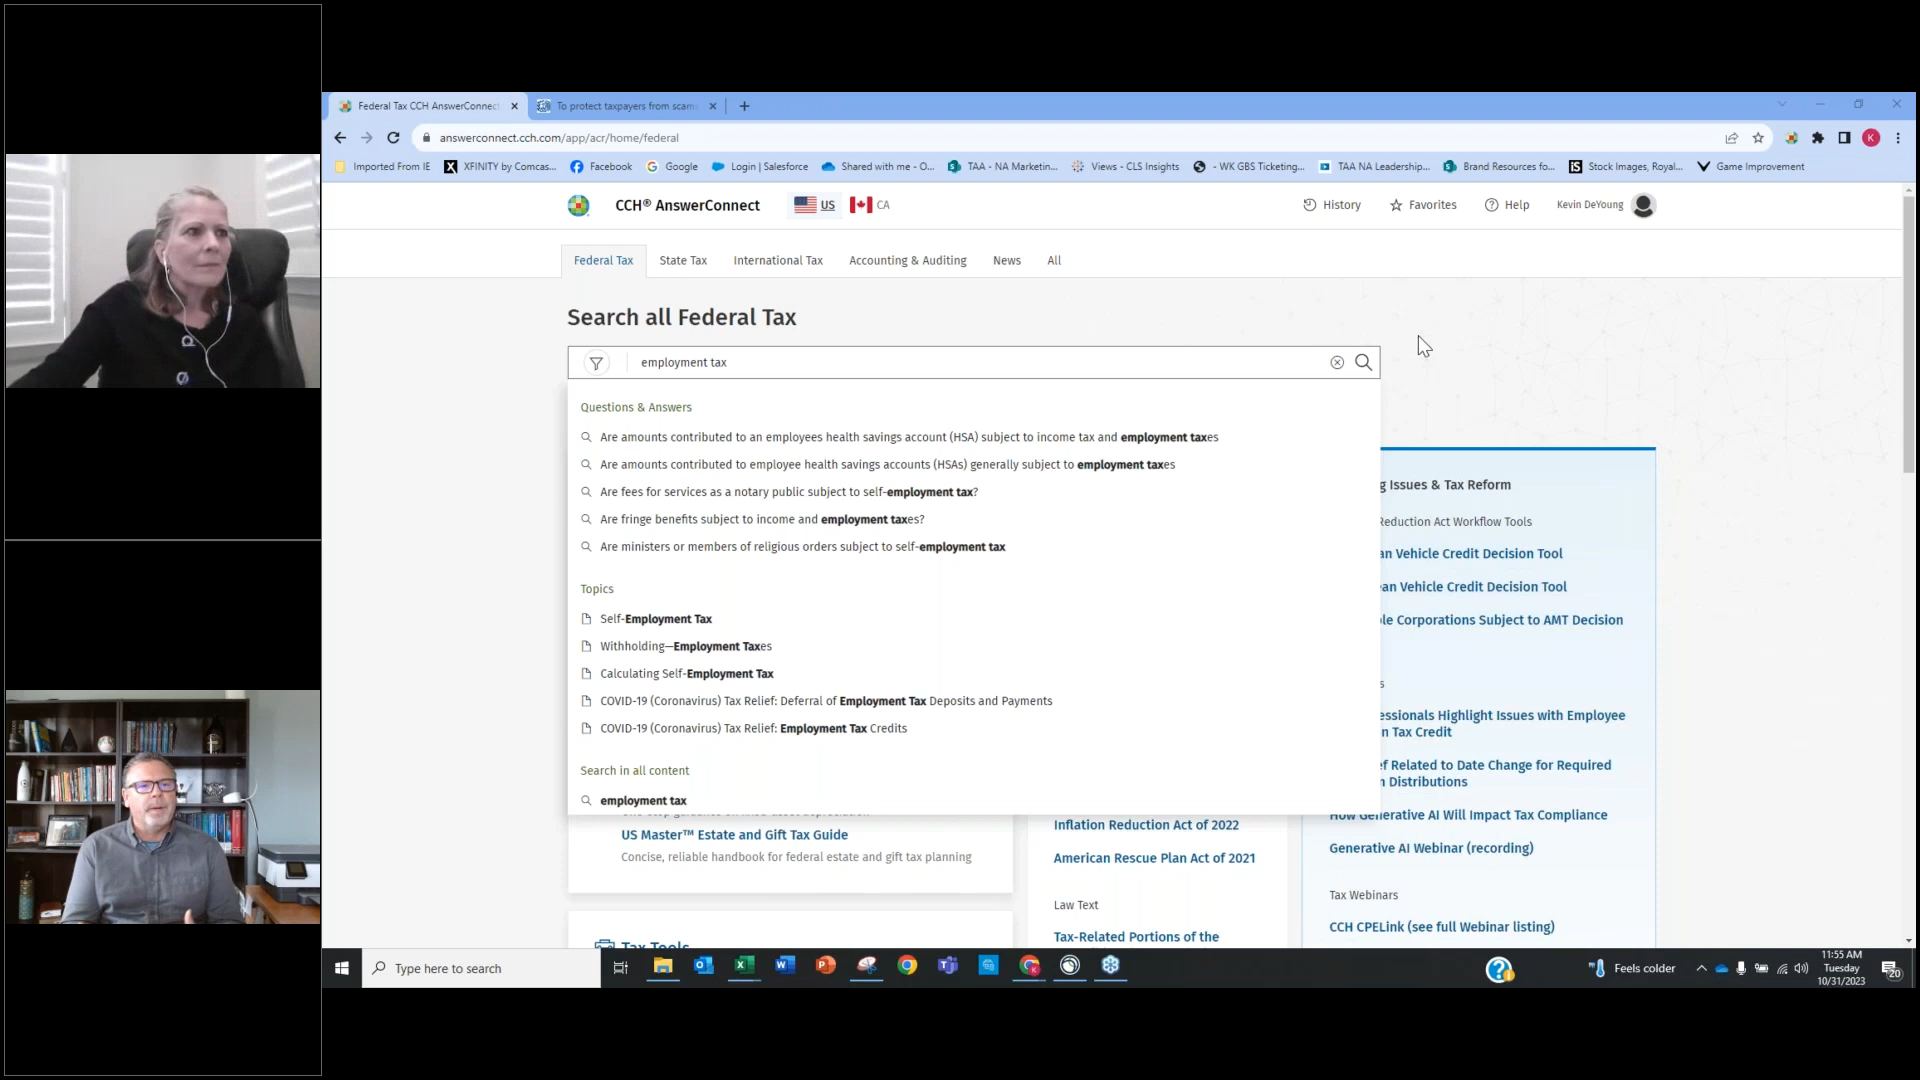 Federal Tax CCH AnswerConnect
To protect taxpayers from scams
answerconnect.cch.com/app/acr/home/federal
K
Imported From IE
XFINITY by Comcas...
Facebook
Google
Login | Salesforce
Shared with me - O...
TAA - NA Marketin...
Views - CLS Insights
- WK GBS Ticketing...
TAA NA Leadership...
Brand Resources fo...
Stock Images, Royal...
Game Improvement
CCH® AnswerConnect
US
CA
History
Favorites
Help
Kevin DeYoung
Federal Tax
State Tax
International Tax
Accounting & Auditing
News
All
Search all Federal Tax
employment tax
Questions & Answers
Are amounts contributed to an employees health savings account (HSA) subject to income tax and employment taxes
Are amounts contributed to employee health savings accounts (HSAs) generally subject to employment taxes
Are fees for services as a notary public subject to self-employment tax?
Are fringe benefits subject to income and employment taxes?
Are ministers or members of religious orders subject to self-employment tax
Topics
Self-Employment Tax
Withholding—Employment Taxes
Calculating Self-Employment Tax
COVID-19 (Coronavirus) Tax Relief: Deferral of Employment Tax Deposits and Payments
COVID-19 (Coronavirus) Tax Relief: Employment Tax Credits
Search in all content
employment tax
US Master™ Estate and Gift Tax Guide
Concise, reliable handbook for federal estate and gift tax planning
Tax Tools
Inflation Reduction Act of 2022
American Rescue Plan Act of 2021
Law Text
Tax-Related Portions of the
g Issues & Tax Reform
Reduction Act Workflow Tools
an Vehicle Credit Decision Tool
ean Vehicle Credit Decision Tool
le Corporations Subject to AMT Decision
s
essionals Highlight Issues with Employee
n Tax Credit
ef Related to Date Change for Required
n Distributions
How Generative AI Will Impact Tax Compliance
Generative AI Webinar (recording)
Tax Webinars
CCH CPELink (see full Webinar listing)
Type here to search
Feels colder
11:55 AM
Tuesday
10/31/2023
20